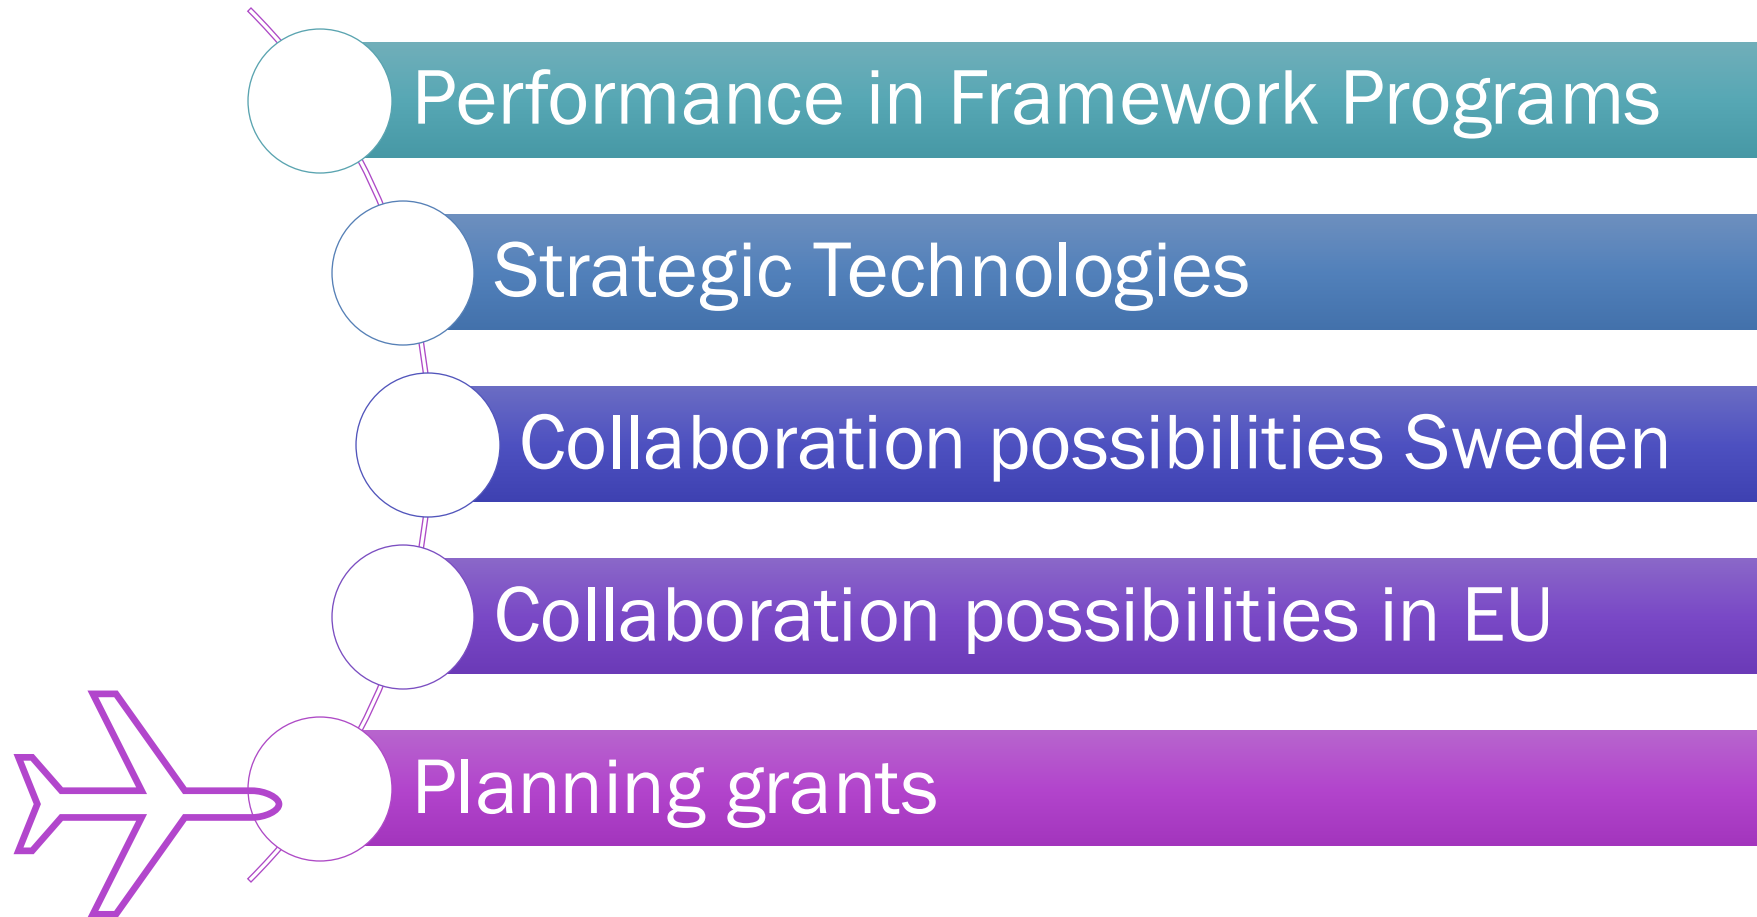 Performance in Framework Programs
Strategic Technologies
Collaboration possibilities Sweden
Collaboration possibilities in EU
Planning grants